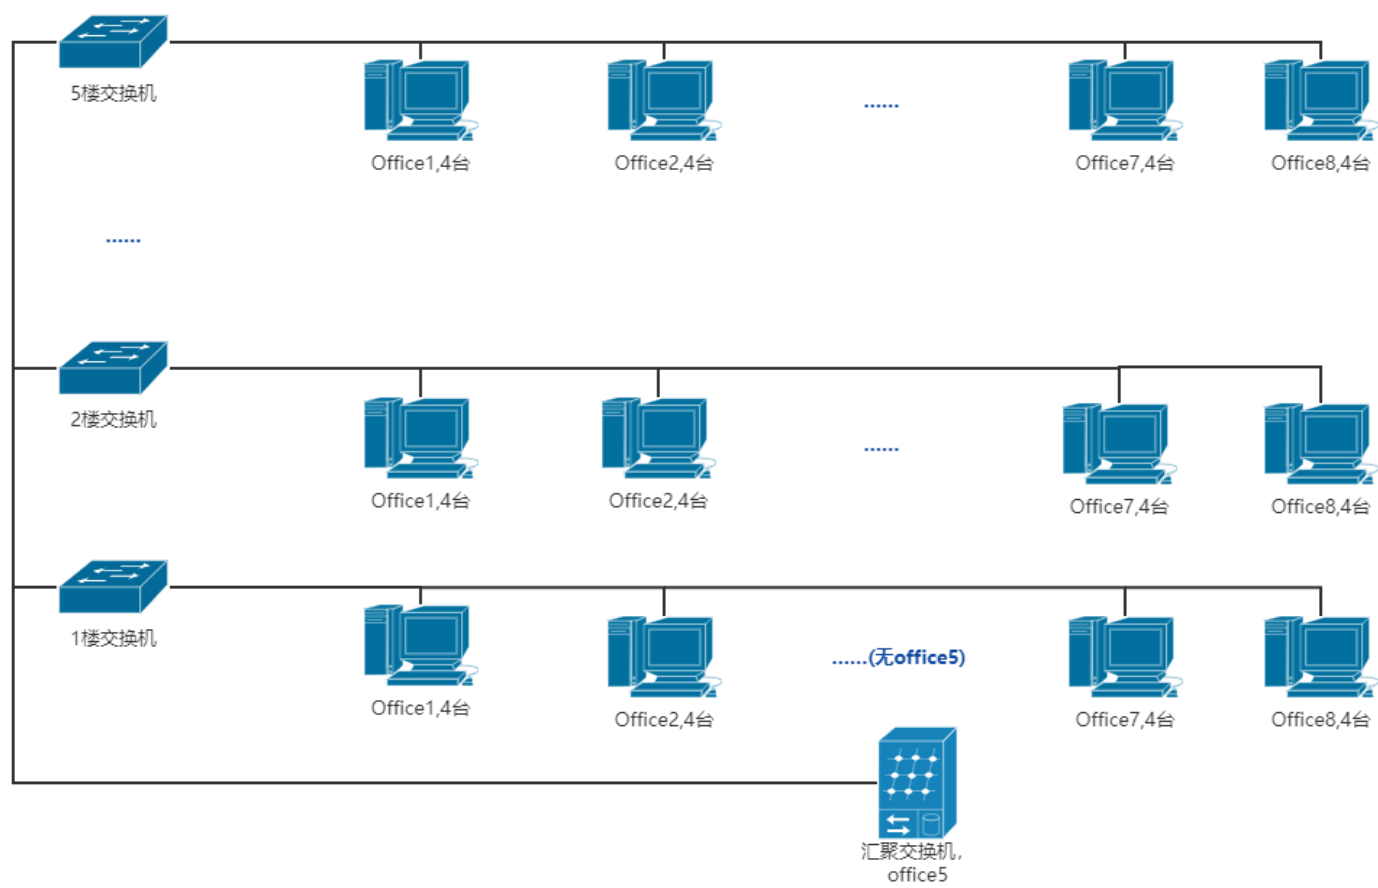 5楼交换机
Office1,4台
Office2,4台
......
Office7,4台
Office8,4台
......
2楼交换机
Office1,4台
Office2,4台
......
Office7,4台
Office8,4台
1楼交换机
Office1,4台
Office2,4台
......(无office5)
Office7,4台
Office8,4台
汇聚交换机，
office5